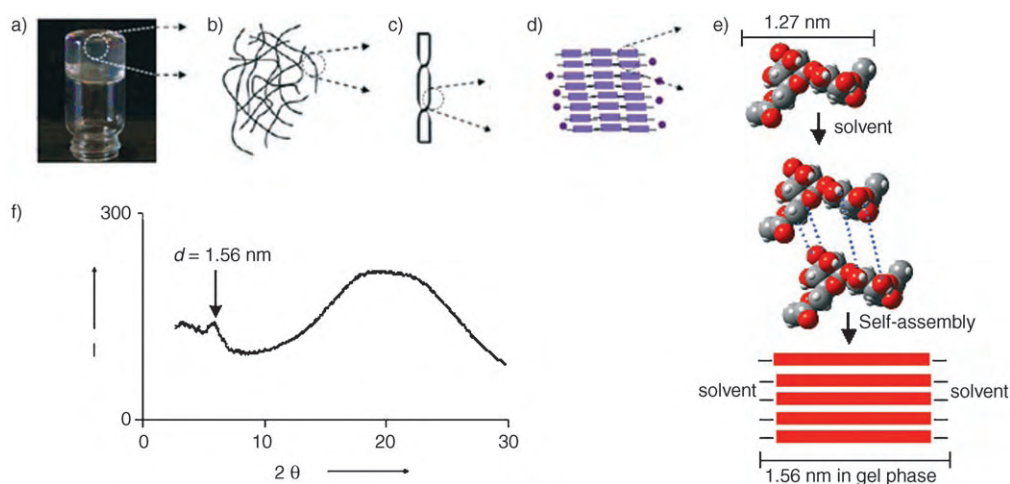 a)
b)
c)
d)
e)
1.27 nm
solvent
Self-assembly
solvent
solvent
1.56 nm in gel phase
f)
300
d = 1.56 nm
I
0
0
10
20
30
2 θ